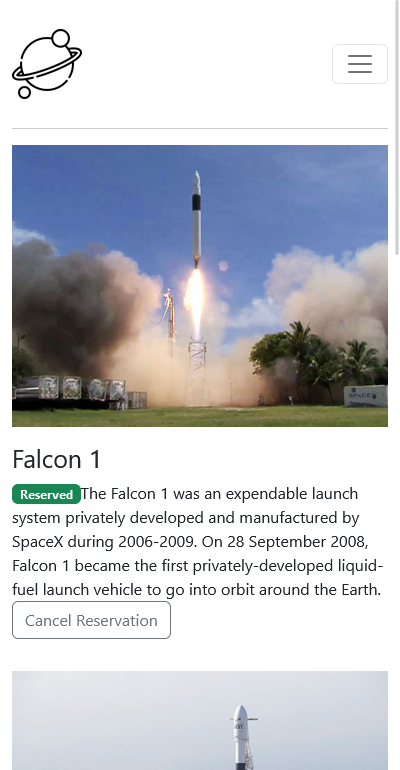 SPACEX
Falcon 1
Reserved The Falcon 1 was an expendable launch
system privately developed and manufactured by
SpaceX during 2006-2009. On 28 September 2008,
Falcon 1 became the first privately-developed liquid-
fuel launch vehicle to go into orbit around the Earth.
Cancel Reservation